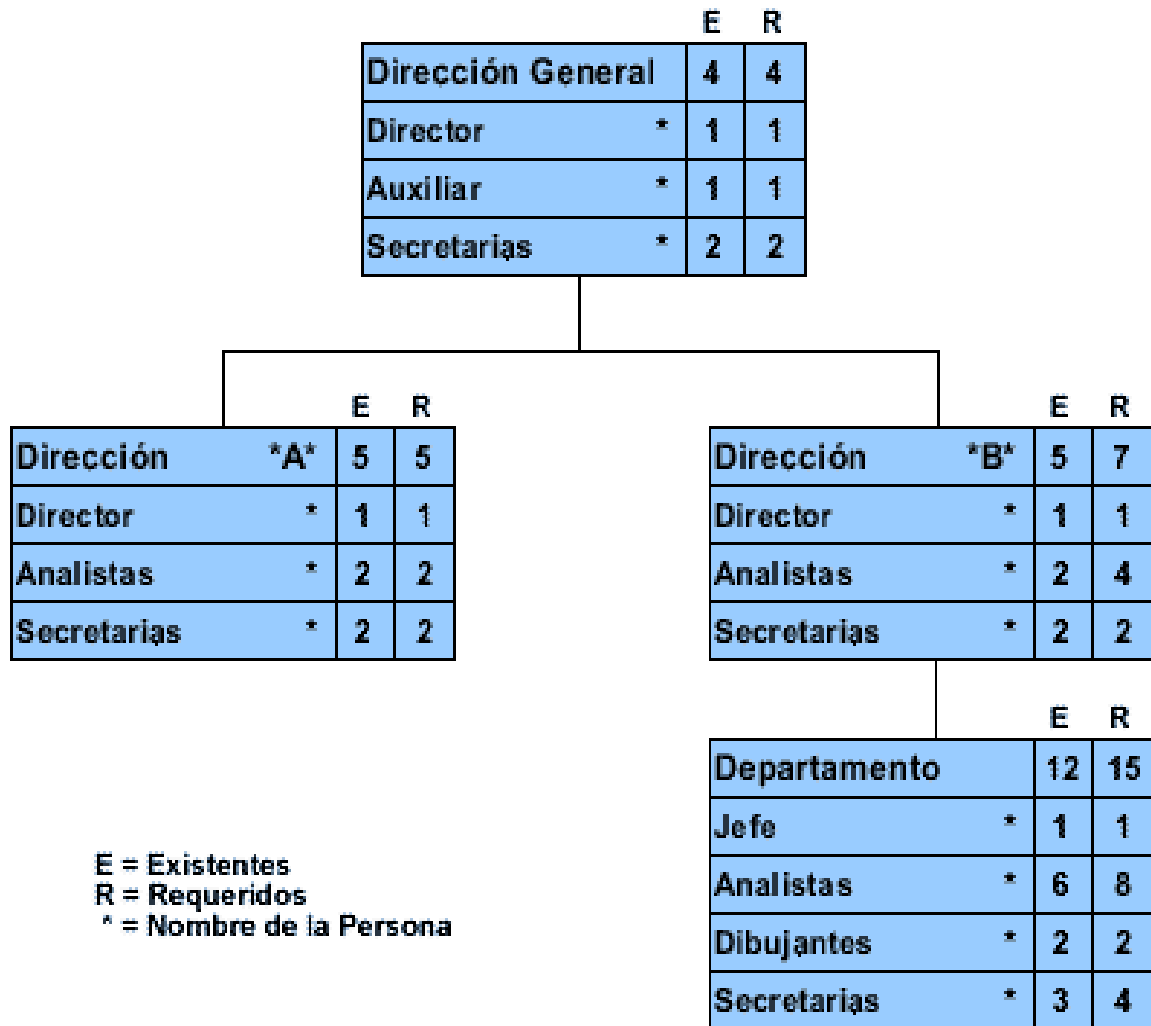 E R
Dirección General 4 4
Director * 1 1
Auxiliar * 1 1
Secretarias * 2 2
E R
Dirección *A* 5 5
Director * 1 1
Analistas * 2 2
Secretarias * 2 2
E R
Dirección *B* 5 7
Director * 1 1
Analistas * 2 4
Secretarias * 2 2
E R
Departamento 12 15
Jefe * 1 1
Analistas * 6 8
Dibujantes * 2 2
Secretarias * 3 4
E = Existentes
R = Requeridos
* = Nombre de la Persona